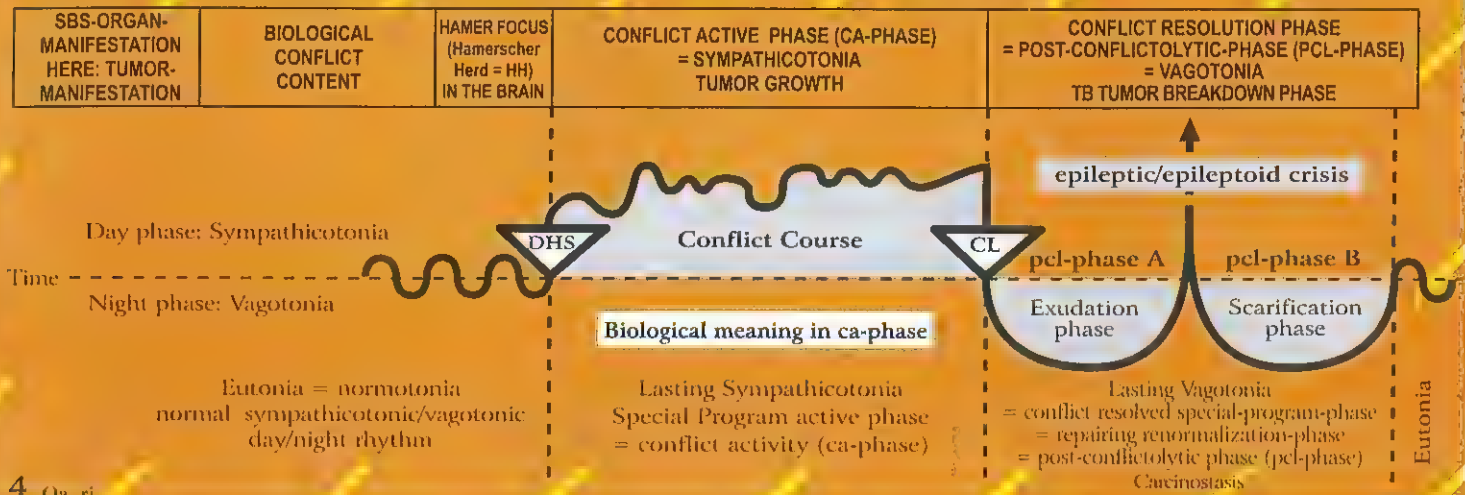 SBS-ORGAN-
MANIFESTATION
HERE: TUMOR-
MANIFESTATION
BIOLOGICAL
CONFLICT
CONTENT
HAMER FOCUS
(Hamerscher
Herd = HH)
IN THE BRAIN
CONFLICT ACTIVE PHASE (CA-PHASE)
= SYMPATHICOTONIA
TUMOR GROWTH
CONFLICT RESOLUTION PHASE
= POST-CONFLICTOLYTIC-PHASE (PCL-PHASE)
= VAGOTONIA
TB TUMOR BREAKDOWN PHASE
epileptic/epileptoid crisis
Day phase: Sympathicotonia
DHS
Conflict Course
CL
pcl-phase A
pcl-phase B
Time
Night phase: Vagotonia
Exudation
phase
Scarification
phase
Biological meaning in ca-phase
Eutonia = normotonia
normal sympathicotonic/vagotonic
day/night rhythm
Lasting Sympathicotonia
Special Program active phase
= conflict activity (ca-phase)
Lasting Vagotonia
= conflict resolved special-program-phase
= repairing renormalization-phase
= post-conflictolytic phase (pcl-phase)
Carcinostasis
Eutonia
4